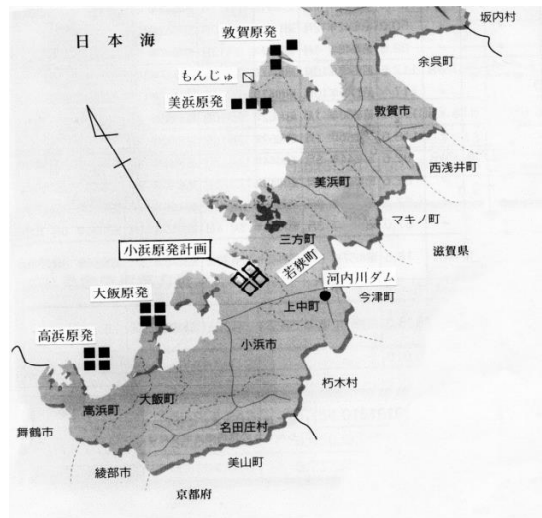 坂内村
敦賀原発
日本海
余呉町
もんじゅ
美浜原発
敦賀市
西浅井町
美浜町
マキノ町
三方町
滋賀県
小浜原発計画
若狭町
河内川ダム
大飯原発
今津町
上中町
高浜原発
小浜市
朽木村
大飯町
高浜町
名田庄村
舞鶴市
美山町
綾部市
京都府